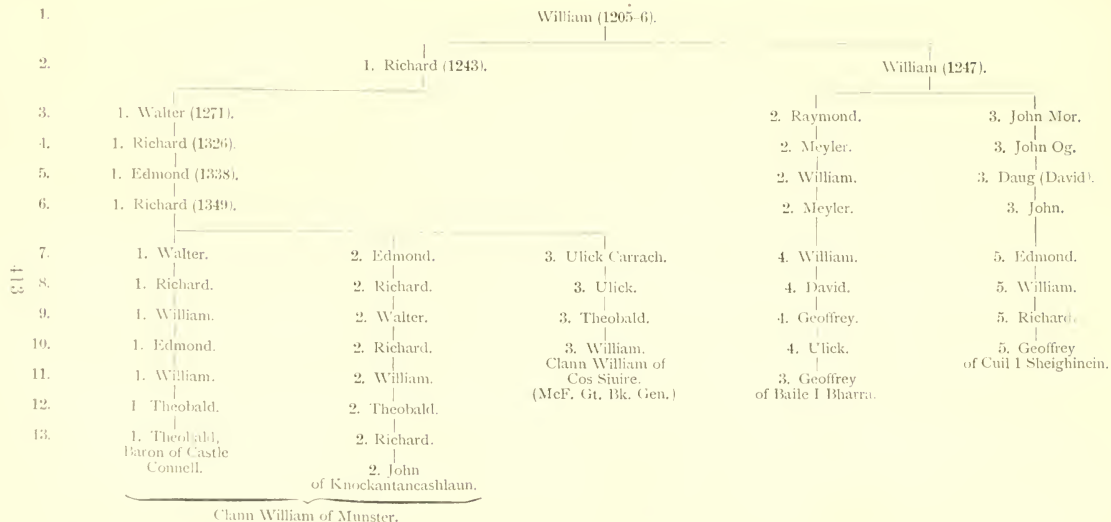 1. William (1205-6).
2. 1. Richard (1243). William (1247).
3. 1. Walter (1271). 2. Raymond. 3. John Mor.
4. 1. Richard (1326). 2. Meyler. 3. John Og.
5. 1. Edmond (1338). 2. William. 3. Daug (David).
6. 1. Richard (1349). 2. Meyler. 3. John.
7. 1. Walter. 2. Edmond. 3. Ulick Carrach. 4. William. 5. Edmond.
8. 1. Richard. 2. Richard. 3. Ulick. 4. David. 5. William.
9. 1. William. 2. Walter. 3. Theobald. 4. Geoffrey. 5. Richard.
10. 1. Edmond. 2. Richard. 3. William. 4. Ulick. 5. Geoffrey
Clann William of of Cuil I Sheighinein.
11. 1. William. 2. William. Cos Siuire. 3. Geoffrey
(McF. Gt. Bk. Gen.) of Baile I Bharra.
12. 1 Theobald. 2. Theobald.
13. 1. Theobald, 2. Richard.
Baron of Castle
Connell. 2. John
of Knockantancashlaun.
Clann William of Munster.
413